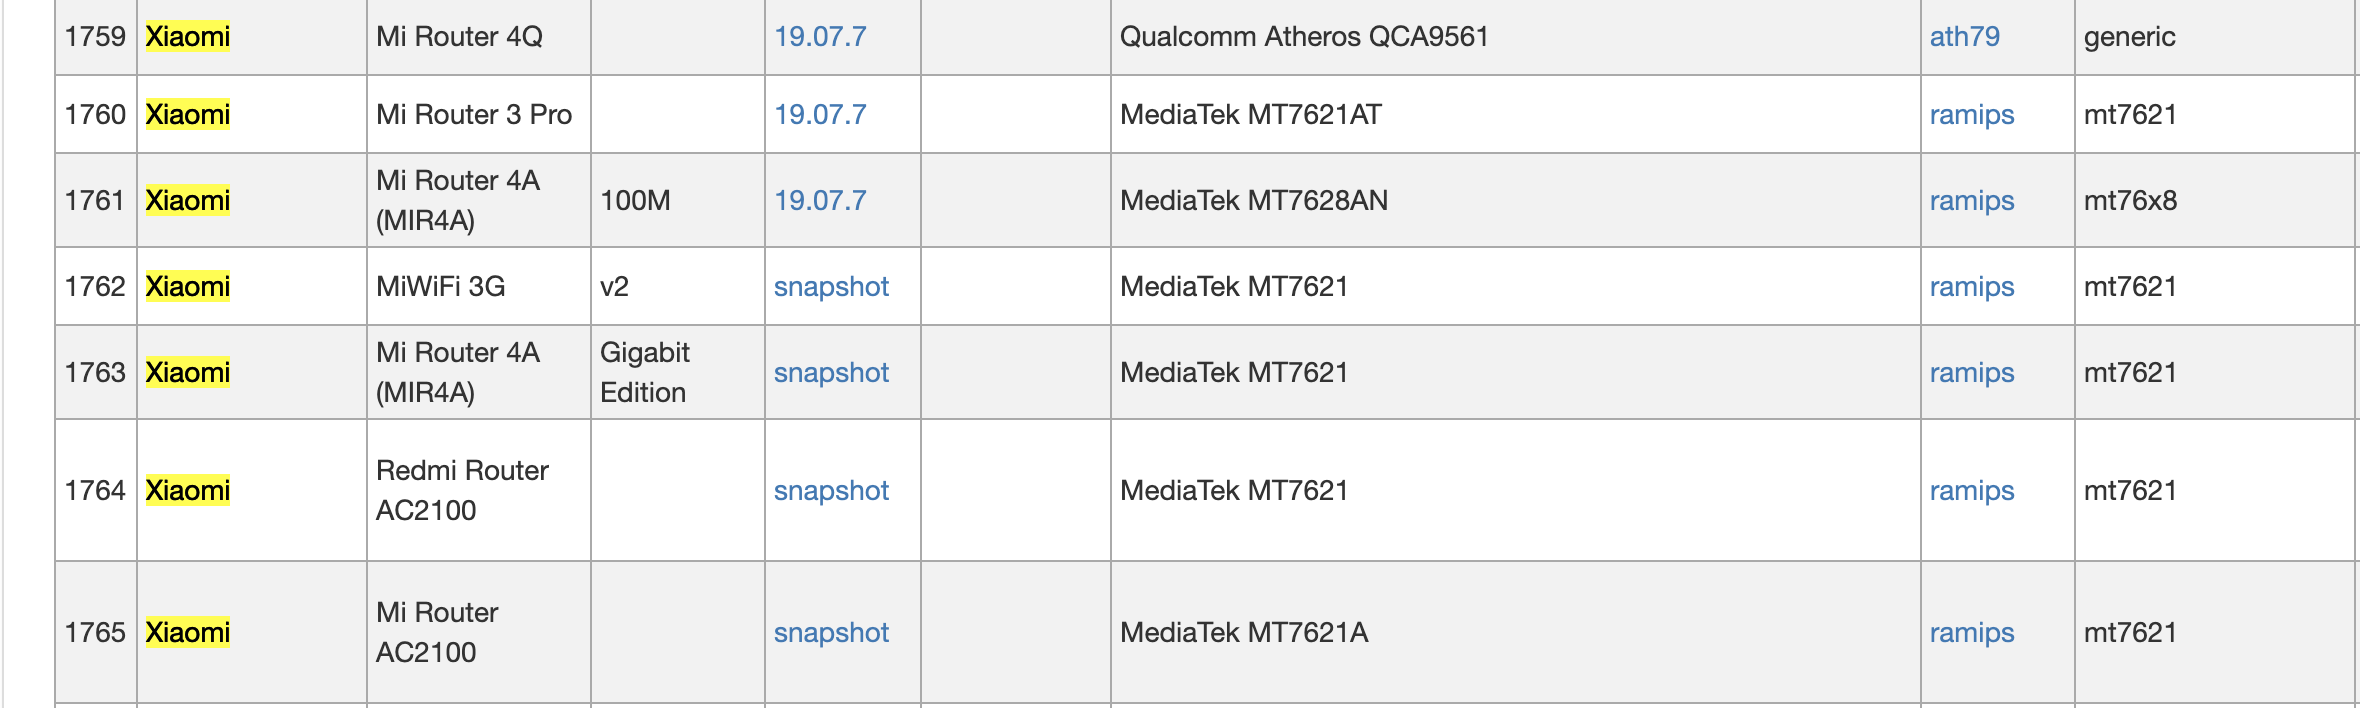 1759 Xiaomi Mi Router 4Q 19.07.7 Qualcomm Atheros QCA9561 ath79 generic
1760 Xiaomi Mi Router 3 Pro 19.07.7 MediaTek MT7621AT ramips mt7621
1761 Xiaomi Mi Router 4A
(MIR4A) 100M 19.07.7 MediaTek MT7628AN ramips mt76x8
1762 Xiaomi MiWiFi 3G v2 snapshot MediaTek MT7621 ramips mt7621
1763 Xiaomi Mi Router 4A
(MIR4A) Gigabit
Edition snapshot MediaTek MT7621 ramips mt7621
1764 Xiaomi Redmi Router
AC2100 snapshot MediaTek MT7621 ramips mt7621
1765 Xiaomi Mi Router
AC2100 snapshot MediaTek MT7621A ramips mt7621